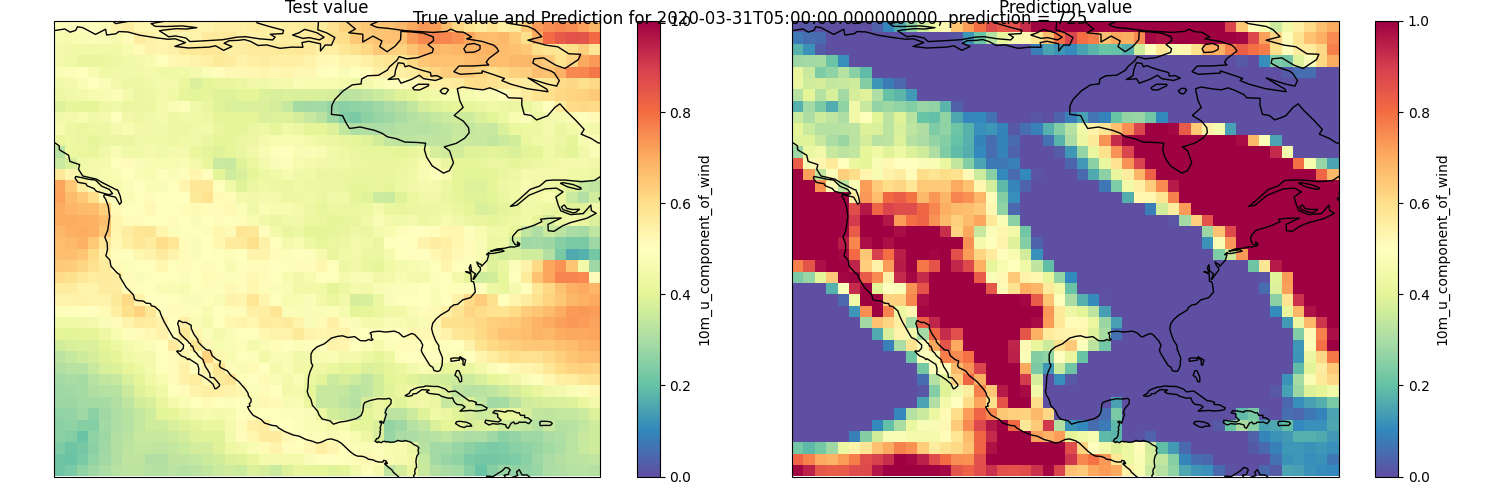 Test value
True value and Prediction for 2020-03-31T05:00:00.000000000, prediction = 725
Prediction value
1.0
0.8
0.6
0.4
0.2
0.0
10m_u_component_of_wind
1.0
0.8
0.6
0.4
0.2
0.0
10m_u_component_of_wind